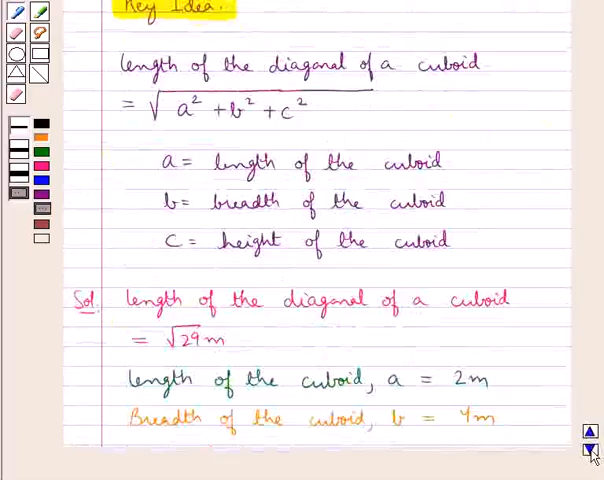 Key Idea.
length of the diagonal of a cuboid
= √a² + b² + c²
a = length of the cuboid
b = breadth of the cuboid
c = height of the cuboid
Sol. length of the diagonal of a cuboid
= √29 m
length of the cuboid, a = 2m
Breadth of the cuboid, b = 4m